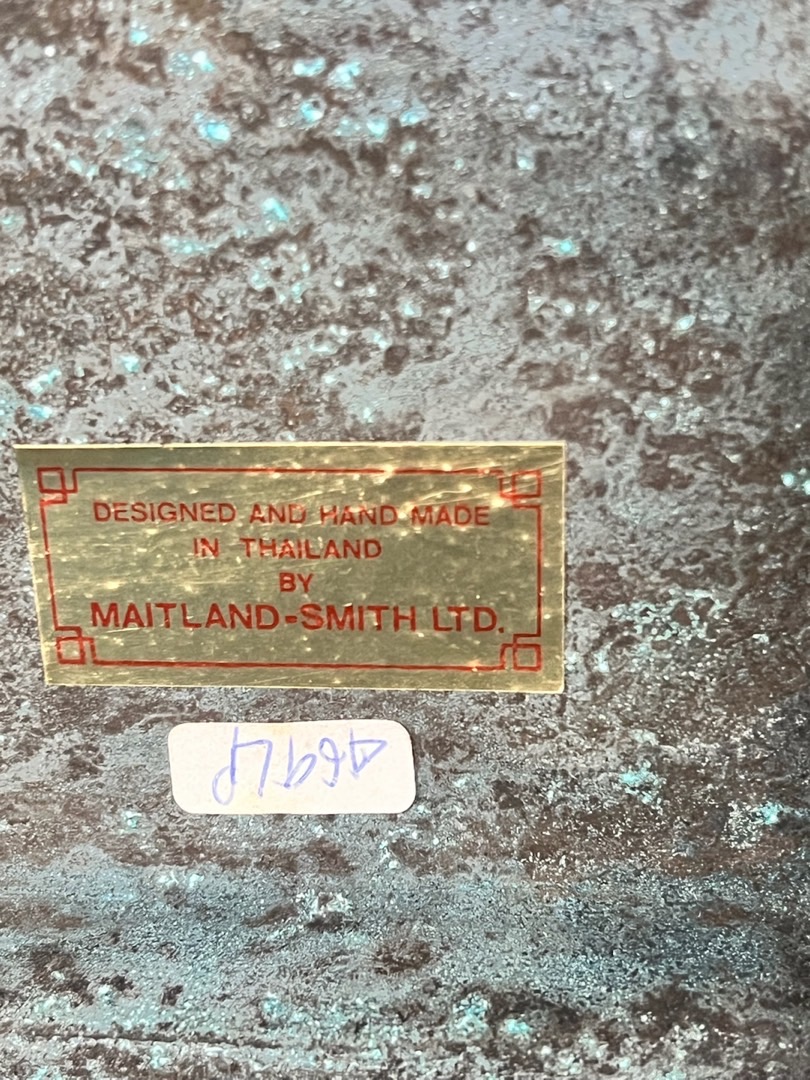 DESIGNED AND HAND MADE
IN THAILAND
BY
MAITLAND-SMITH LTD.